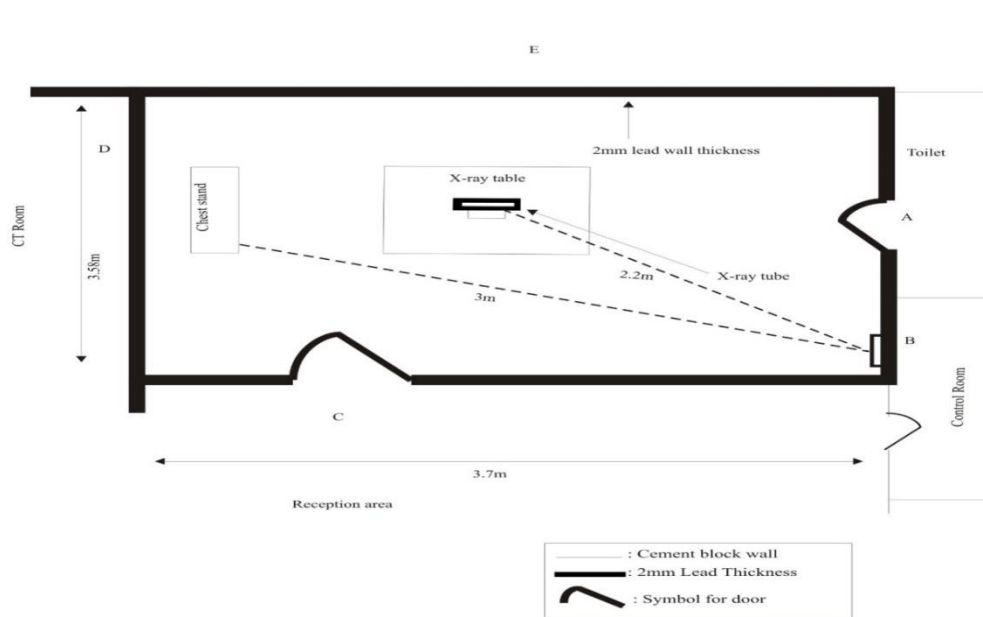 E
2mm lead wall thickness
D
Toilet
X-ray table
Chest stand
A
CT Room
3.58m
2.2m
X-ray tube
3m
B
Control Room
C
3.7m
Reception area
: Cement block wall
: 2mm Lead Thickness
: Symbol for door